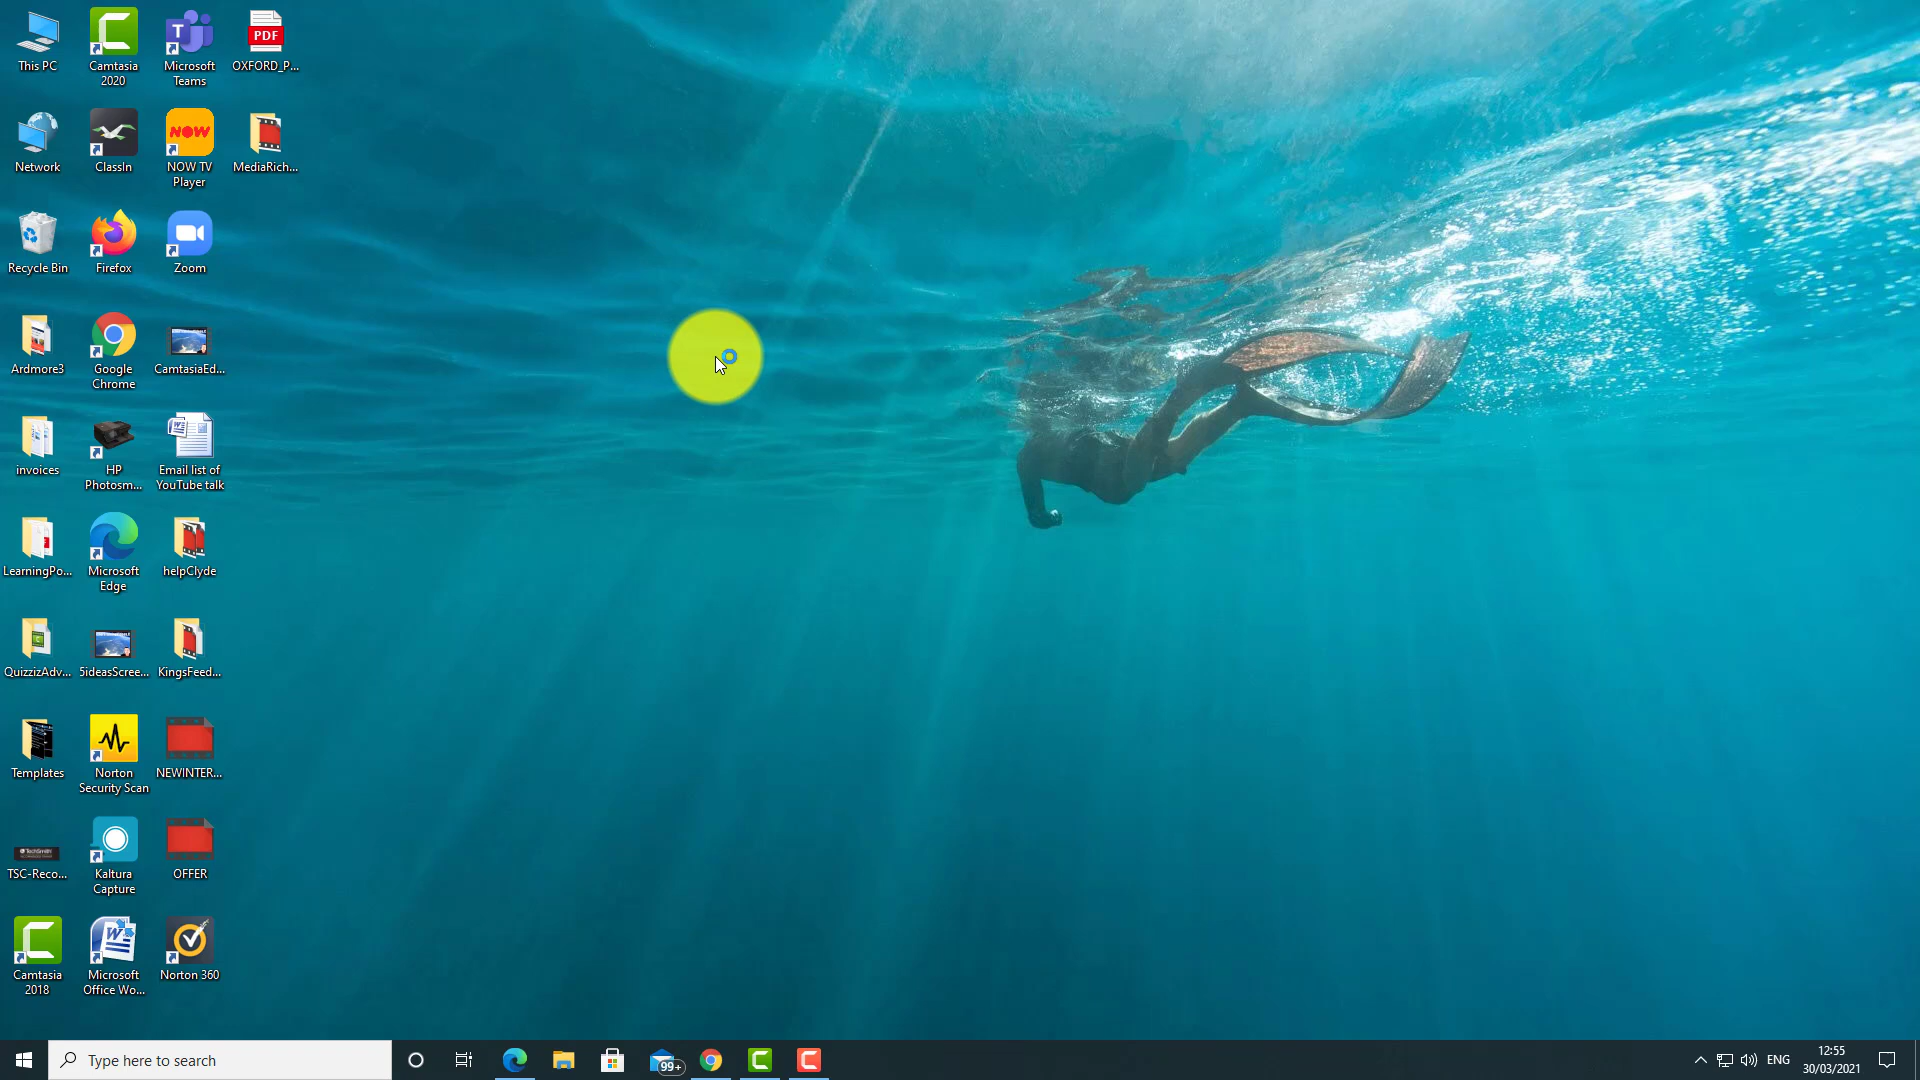 This PC
Camtasia
2020
Microsoft
Teams
PDF
OXFORD_P...
Network
ClassIn
NOW
NOW TV
Player
MediaRich...
Recycle Bin
Firefox
Zoom
Ardmore3
Google
Chrome
CamtasiaEd...
invoices
HP
Photosm...
Email list of
YouTube talk
LearningPo...
Microsoft
Edge
helpClyde
QuizzizAdv...
5ideasScree...
KingsFeed...
Templates
Norton
Security Scan
NEWINTER...
TechSmith
TSC-Reco...
Kaltura
Capture
OFFER
Camtasia
2018
Microsoft
Office Wo...
Norton 360
Type here to search
99+
ENG
12:55
30/03/2021